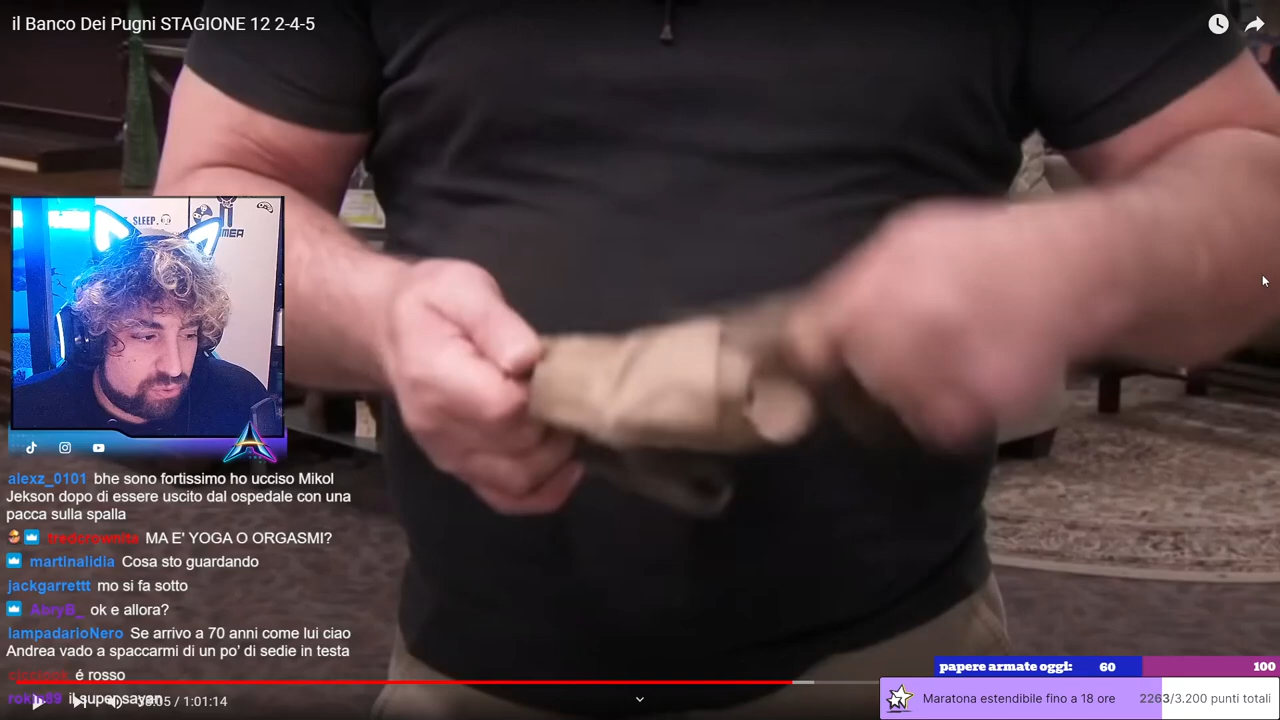 il Banco Dei Pugni STAGIONE 12 2-4-5
SLEEP.
alexz_0101 bhe sono fortissimo ho ucciso Mikol
Jekson dopo di essere uscito dal ospedale con una
pacca sulla spalla
MA E' YOGA O ORGASMI?
martinalidia Cosa sto guardando
jackgarrettt mo si fa sotto
AbryB_ ok e allora?
lampadarioNero Se arrivo a 70 anni come lui ciao
Andrea vado a spaccarmi di un po' di sedie in testa
é rosso
il supersayan
/ 1:01:14
papere armate oggi: 60 100
Maratona estendibile fino a 18 ore 2263/3.200 punti totali